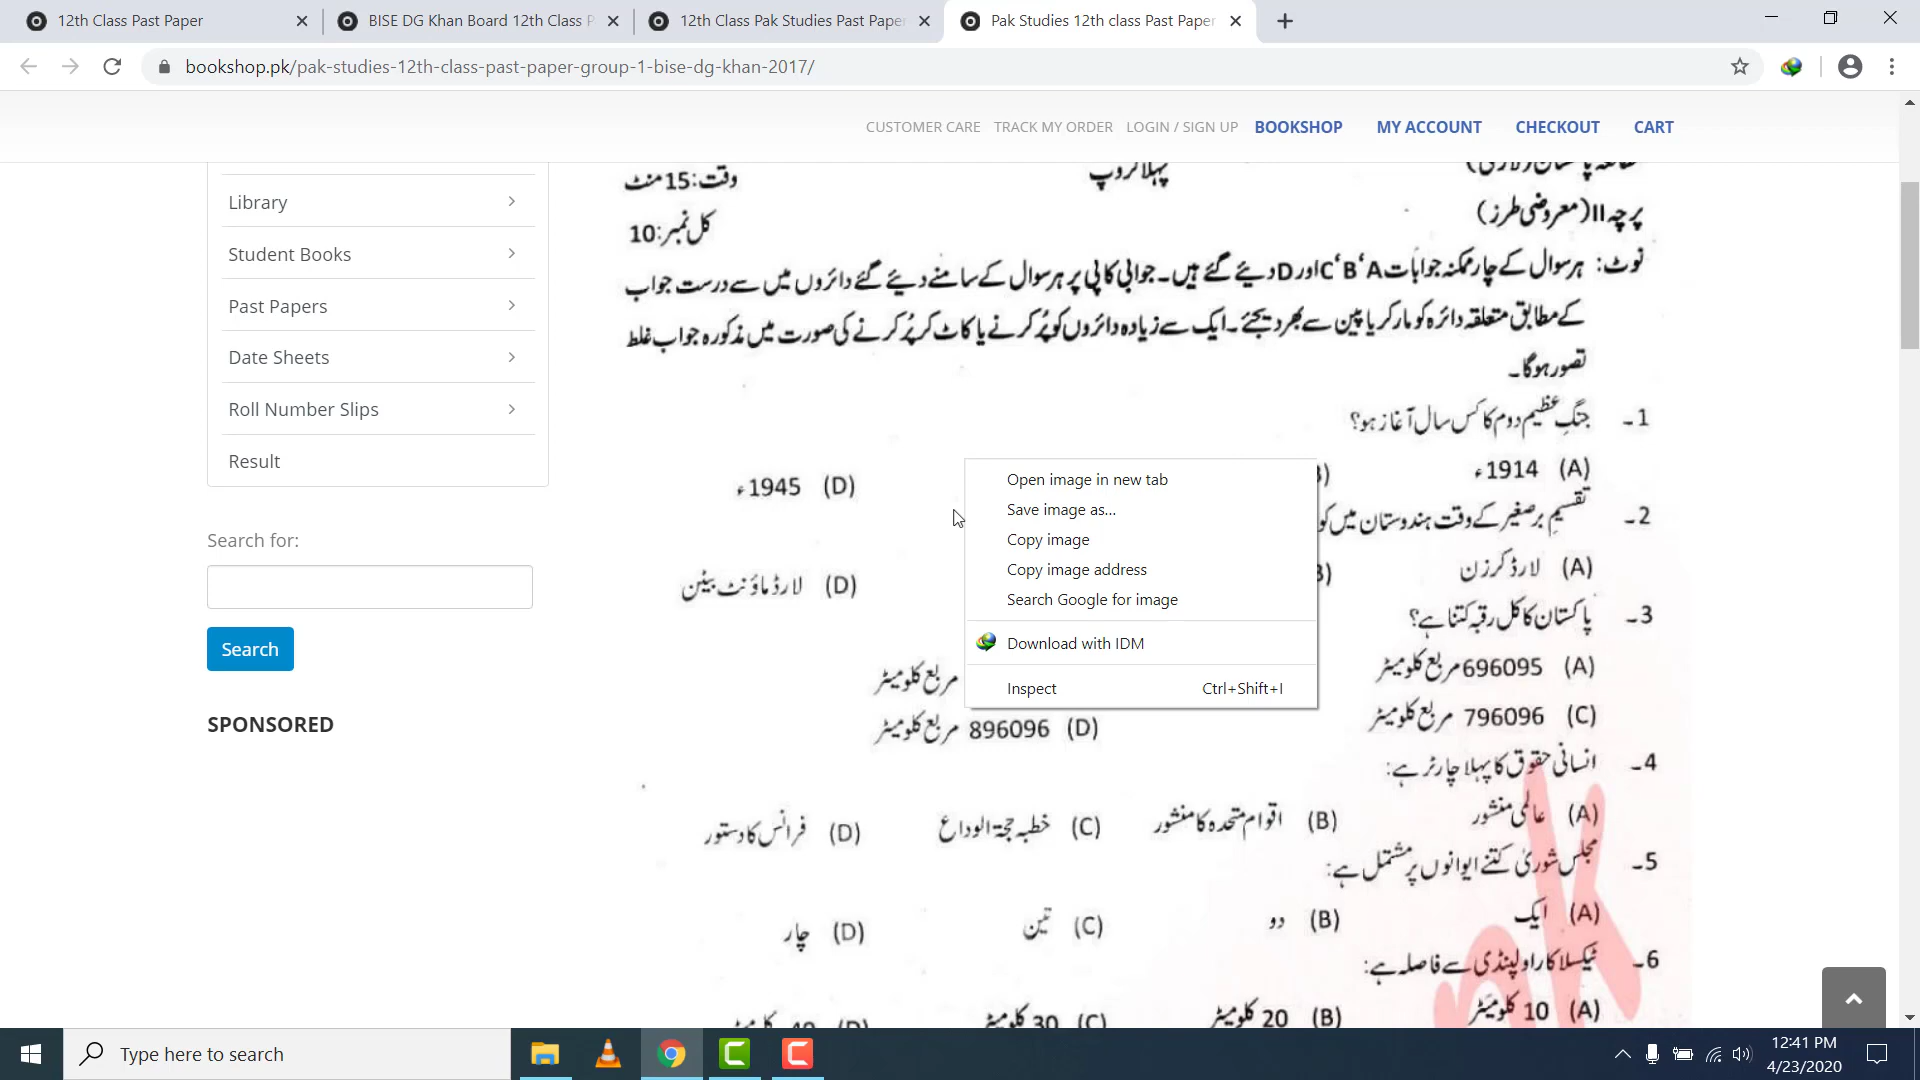 12th Class Past Paper
BISE DG Khan Board 12th Class P
12th Class Pak Studies Past Pape
Pak Studies 12th class Past Paper
bookshop.pk/pak-studies-12th-class-past-paper-group-1-bise-dg-khan-2017/
CUSTOMER CARE TRACK MY ORDER LOGIN / SIGN UP BOOKSHOP MY ACCOUNT CHECKOUT CART
Library
Student Books
Past Papers
Date Sheets
Roll Number Slips
Result
Search for:
Search
SPONSORED
پہلا گروپ وقت:15 منٹ
پرچہ II (معروضی طرز) کل نمبر:10
نوٹ: ہر سوال کے چار ممکنہ جوابات C،B،A اور D دیئے گئے ہیں۔ جوابی کاپی پر ہر سوال کے سامنے دیئے گئے دائروں میں سے درست جواب
کے مطابق متعلقہ دائرہ کو مارکر یا پین سے بھر دیجئے۔ ایک سے زیادہ دائروں کو پُر کرنے یا کاٹ کر پُر کرنے کی صورت میں مذکورہ جواب غلط
تصور ہوگا۔
1۔ جنگِ عظیم دوم کا کس سال آغاز ہو؟
(A) 1914ء (D) 1945ء
2۔ تقسیمِ برصغیر کے وقت ہندوستان میں
(A) لارڈ کرزن (D) لارڈ ماؤنٹ بیٹن
3۔ پاکستان کا کل رقبہ کتنا ہے؟
(A) 696095 مربع کلومیٹر مربع کلومیٹر
(C) 796096 مربع کلومیٹر (D) 896096 مربع کلومیٹر
4۔ انسانی حقوق کا پہلا چارٹر ہے:
(A) عالمی منشور (B) اقوام متحدہ کا منشور (C) خطبہ حجۃ الوداع (D) فرانس کا دستور
5۔ مجلس شوریٰ کتنے ایوانوں پر مشتمل ہے:
(A) ایک (B) دو (C) تین (D) چار
6۔ ٹیکسلا کا راولپنڈی سے فاصلہ ہے:
(A) 10 کلومیٹر (B) 20 کلومیٹر (C) 30 کلومیٹر (D) 40 کلومیٹر
Open image in new tab
Save image as...
Copy image
Copy image address
Search Google for image
Download with IDM
Inspect Ctrl+Shift+I
Type here to search
12:41 PM
4/23/2020